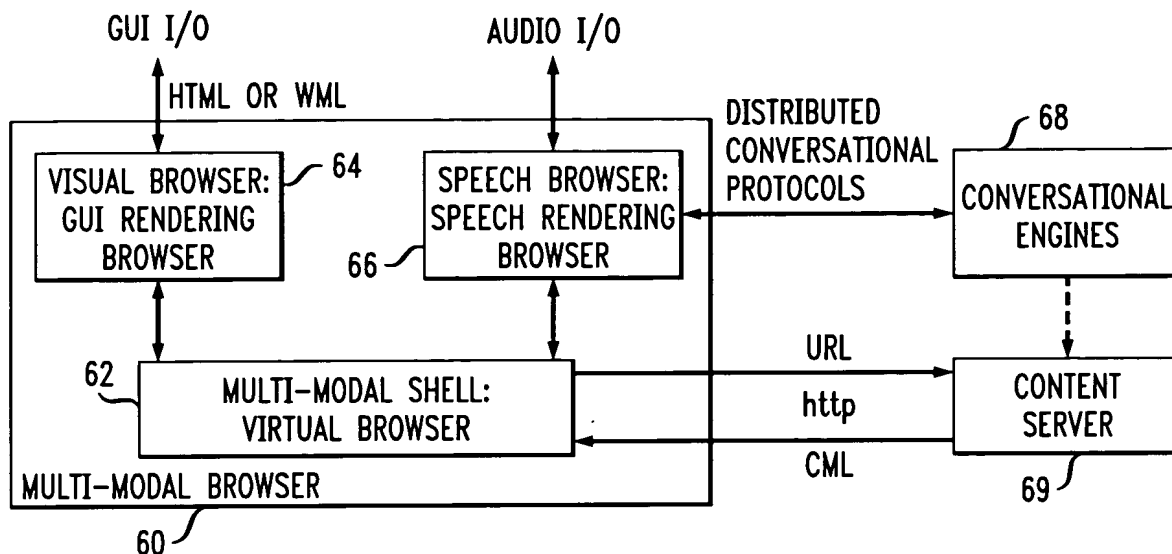 GUI I/O
AUDIO I/O
HTML OR WML
DISTRIBUTED
CONVERSATIONAL
PROTOCOLS
68
VISUAL BROWSER:
GUI RENDERING
BROWSER
64
SPEECH BROWSER:
SPEECH RENDERING
BROWSER
66
CONVERSATIONAL
ENGINES
62
MULTI-MODAL SHELL:
VIRTUAL BROWSER
URL
http
CML
CONTENT
SERVER
69
MULTI-MODAL BROWSER
60